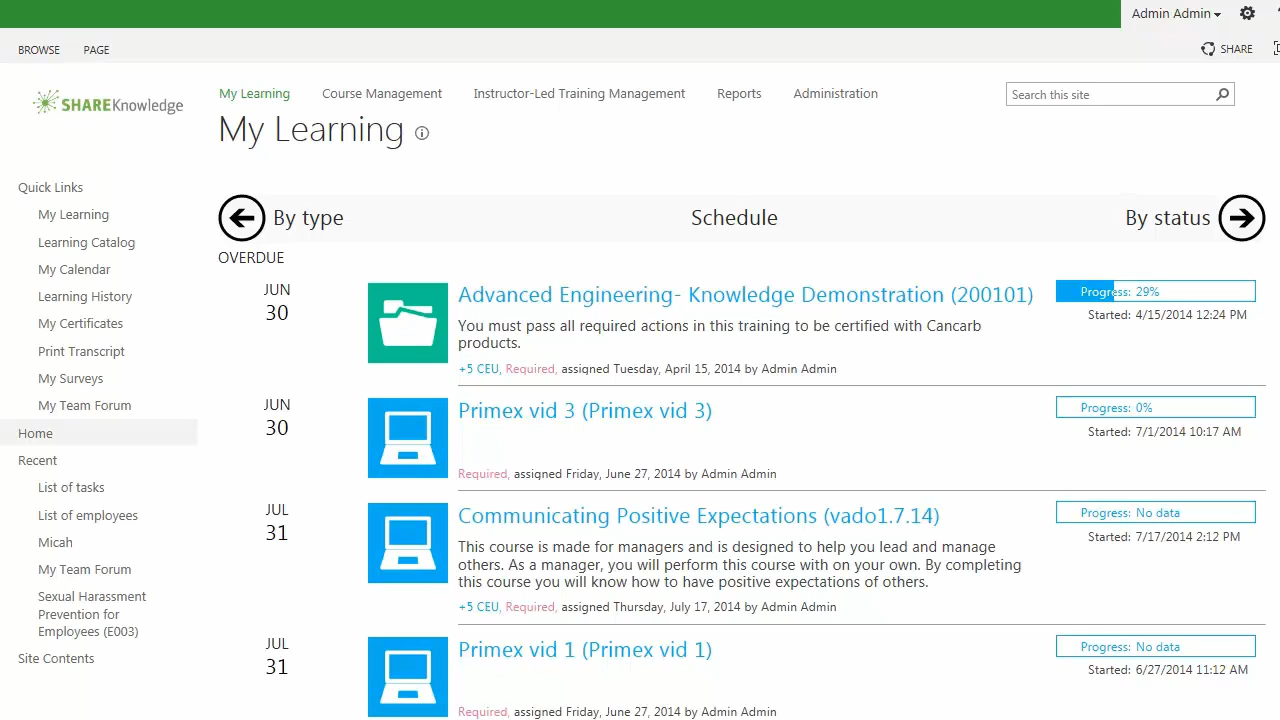 Admin Admin
BROWSE PAGE
SHARE
SHAREKnowledge
My Learning Course Management Instructor-Led Training Management Reports Administration
Search this site
My Learning
Quick Links
My Learning
Learning Catalog
My Calendar
Learning History
My Certificates
Print Transcript
My Surveys
My Team Forum
Home
Recent
List of tasks
List of employees
Micah
My Team Forum
Sexual Harassment
Prevention for
Employees (E003)
Site Contents
By type Schedule By status
OVERDUE
JUN
30
Advanced Engineering- Knowledge Demonstration (200101)
You must pass all required actions in this training to be certified with Cancarb
products.
+5 CEU, Required, assigned Tuesday, April 15, 2014 by Admin Admin
Progress: 29%
Started: 4/15/2014 12:24 PM
JUN
30
Primex vid 3 (Primex vid 3)
Required, assigned Friday, June 27, 2014 by Admin Admin
Progress: 0%
Started: 7/1/2014 10:17 AM
JUL
31
Communicating Positive Expectations (vado1.7.14)
This course is made for managers and is designed to help you lead and manage
others. As a manager, you will perform this course with on your own. By completing
this course you will know how to have positive expectations of others.
+5 CEU, Required, assigned Thursday, July 17, 2014 by Admin Admin
Progress: No data
Started: 7/17/2014 2:12 PM
JUL
31
Primex vid 1 (Primex vid 1)
Required, assigned Friday, June 27, 2014 by Admin Admin
Progress: No data
Started: 6/27/2014 11:12 AM